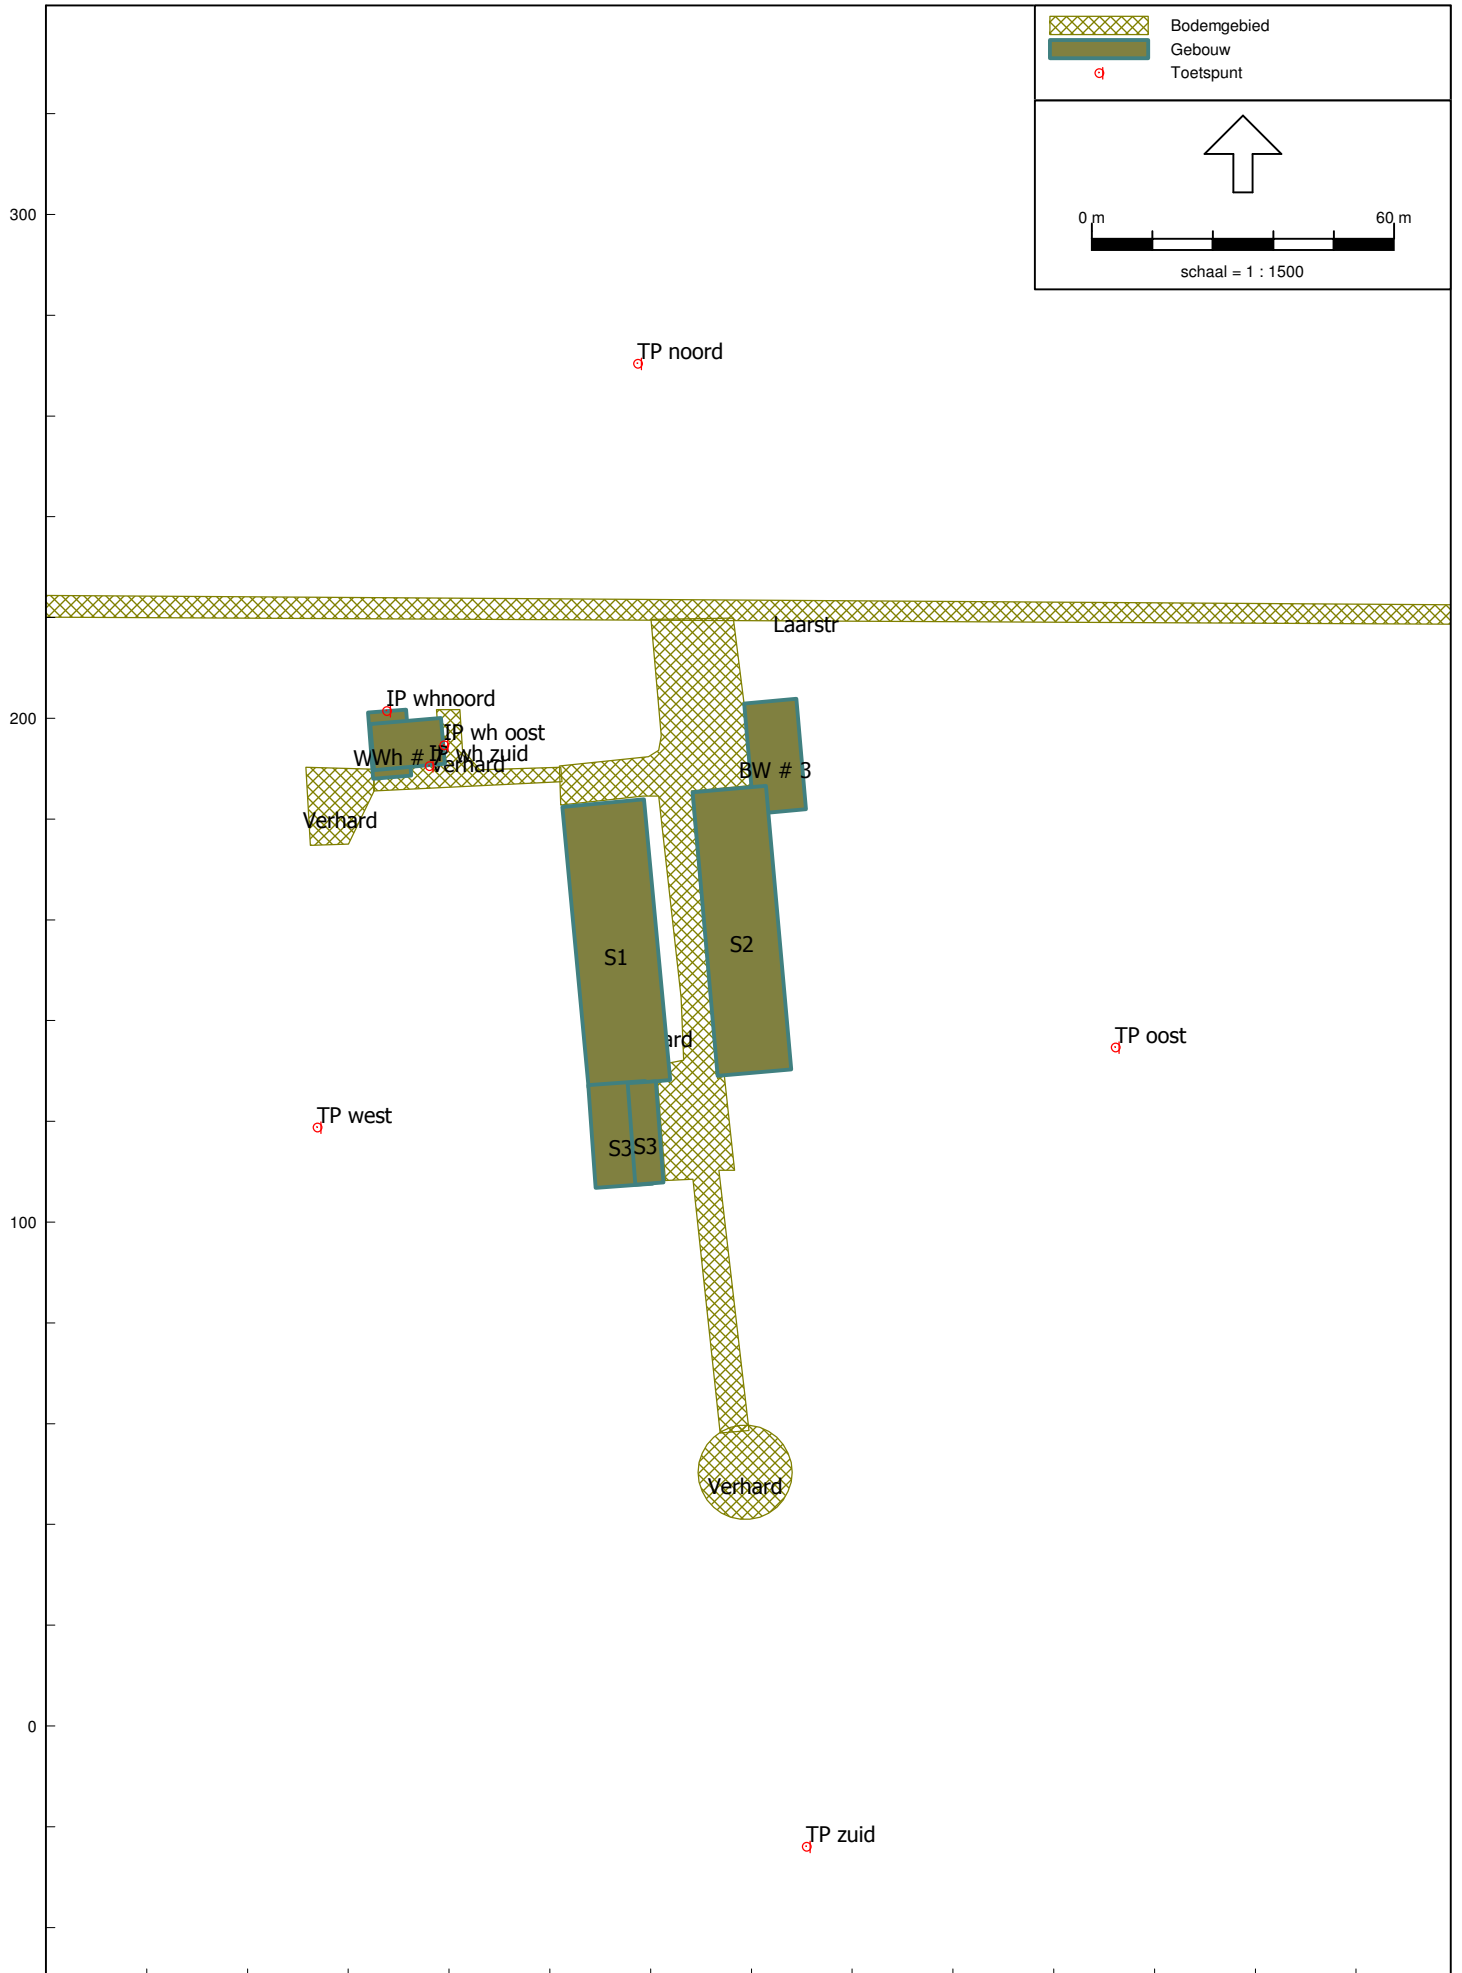 Bodemgebied
Gebouw
Toetspunt
0 m
60 m
schaal = 1 : 1500
300
TP noord
Laarstr
200
IP whnoord
IP wh oost
IP wh zuid
WWh #
Verhard
BW # 3
Verhard
S2
S1
TP oost
TP west
S3
S3
100
Verhard
0
TP zuid